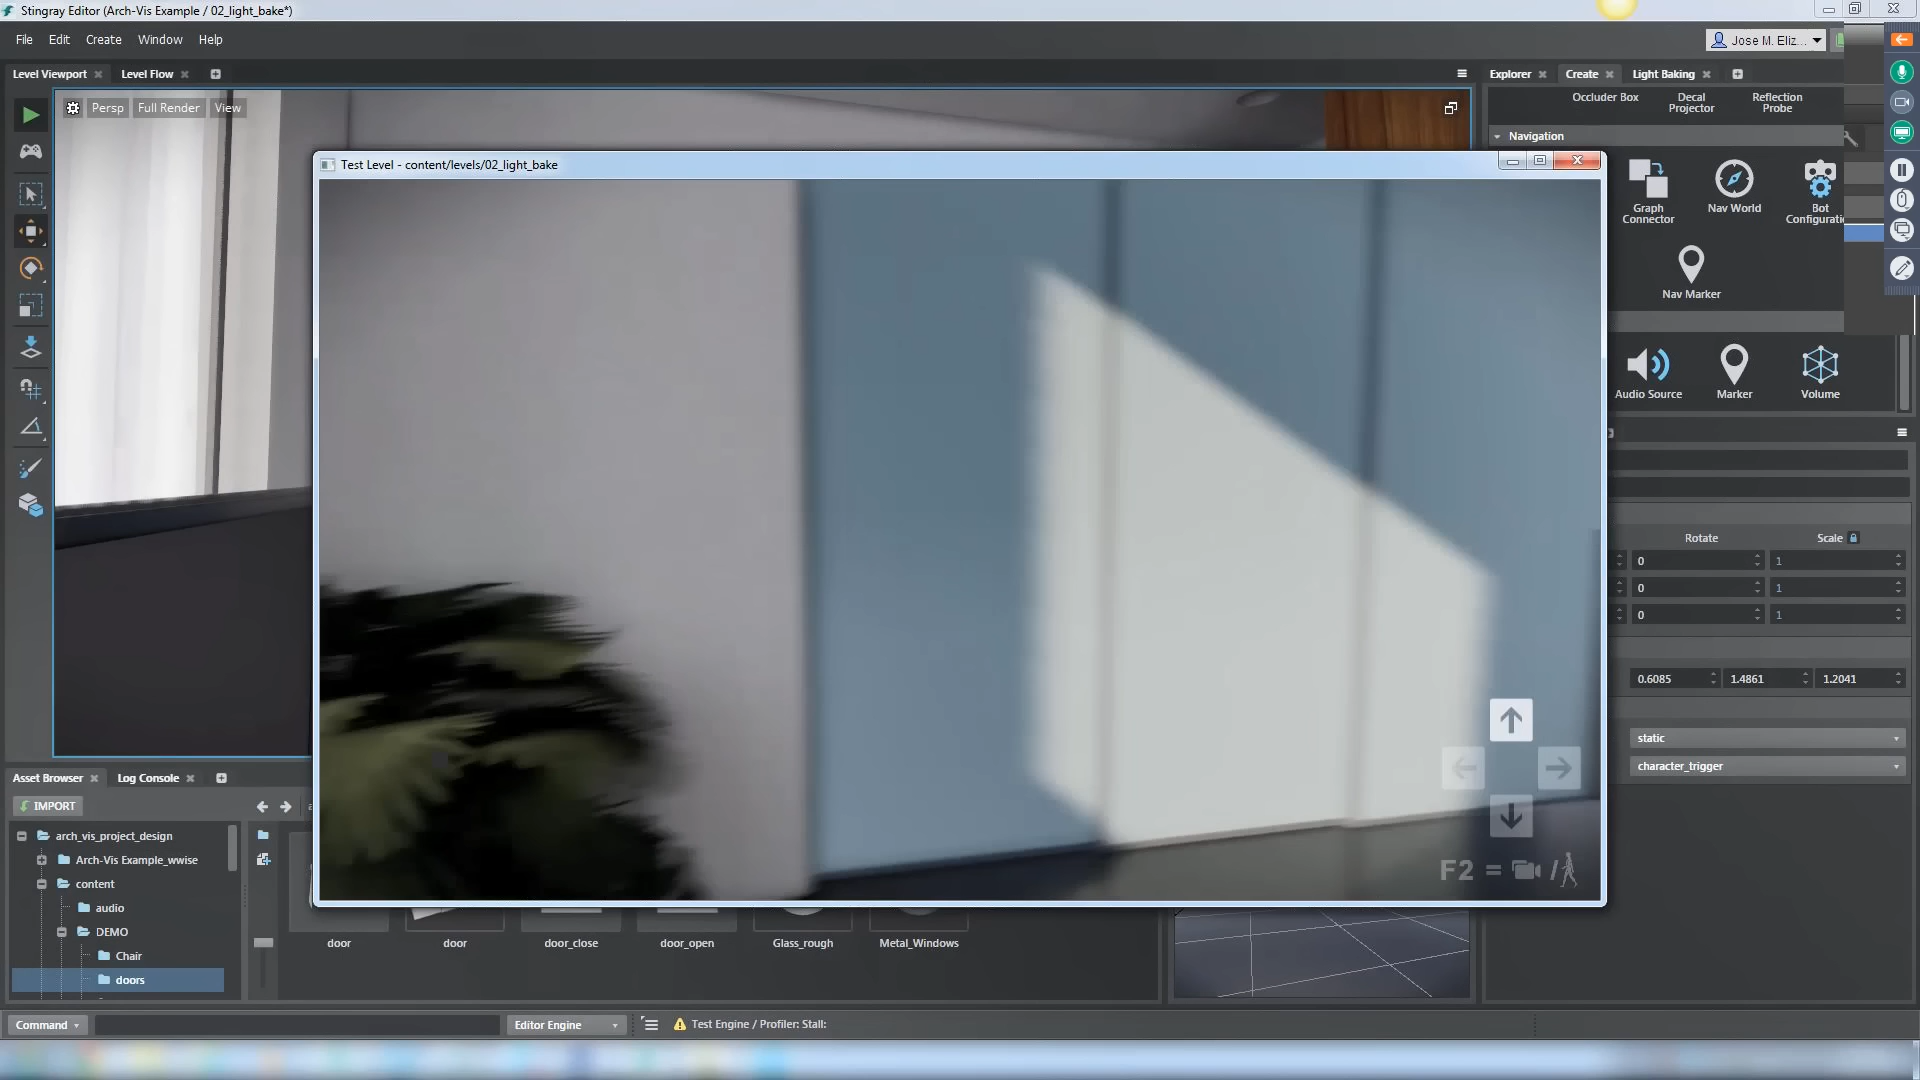 Stingray Editor (Arch-Vis Example / 02_light_bake*)
File Edit Create Window Help
Jose M. Eliz...
Level Viewport Level Flow
Explorer Create Light Baking
Persp Full Render View
Occluder Box Decal Projector Reflection Probe
Navigation
Test Level - content/levels/02_light_bake
Graph Connector
Nav World
Bot
Nav Marker
Audio Source Marker Volume
Rotate Scale
0 1
0 1
0 1
0.6085 1.4861 1.2041
static
character_trigger
F2 = /
Asset Browser Log Console
IMPORT
arch_vis_project_design
Arch-Vis Example_wwise
content
audio
DEMO
Chair
doors
door door door_close door_open Glass_rough Metal_Windows
Command Editor Engine Test Engine / Profiler: Stall: